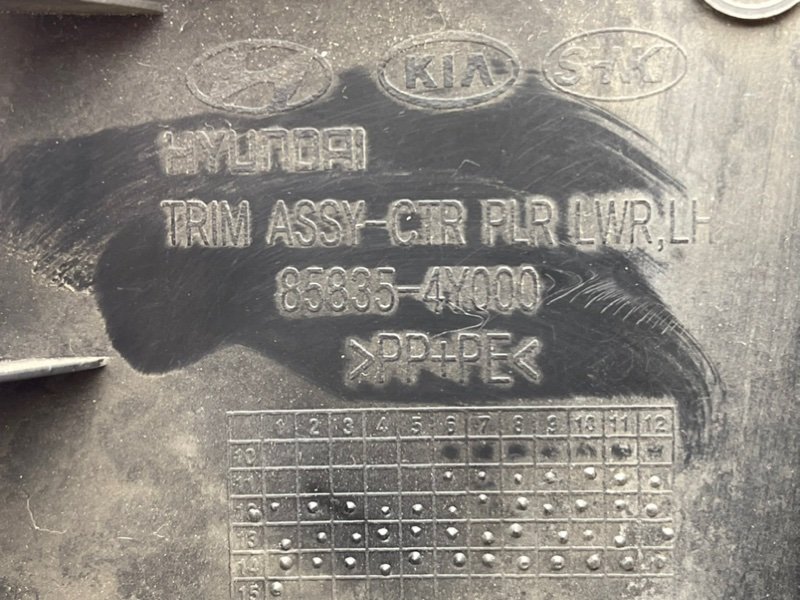 KIA
HYUNDAI
TRIM ASSY-CTR PLR LWR,LH
85835-4Y000
>PP+PE<
1 2 3 4 5 6 7 8 9 10 11 12
10
11
13
14
15